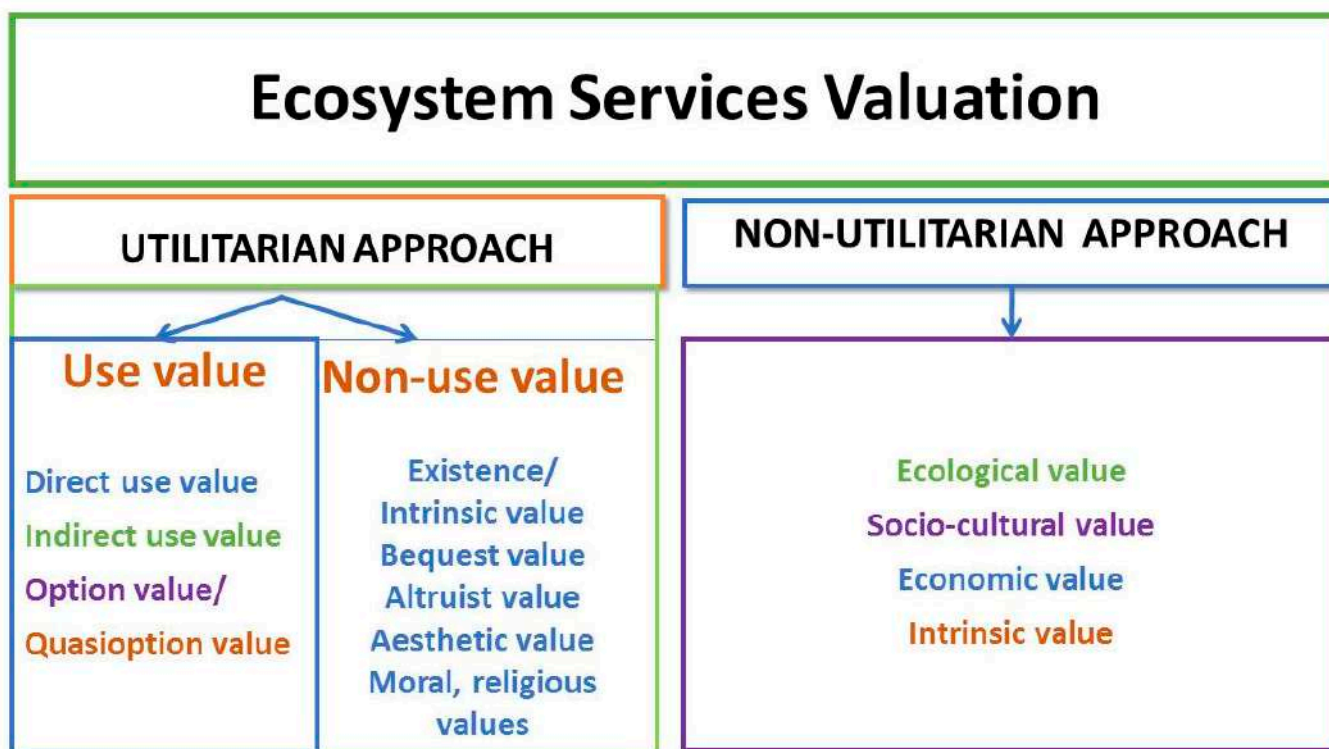 Ecosystem Services Valuation
UTILITARIAN APPROACH
NON-UTILITARIAN APPROACH
Use value
Direct use value
Indirect use value
Option value/
Quasioption value
Non-use value
Existence/
Intrinsic value
Bequest value
Altruist value
Aesthetic value
Moral, religious
values
Ecological value
Socio-cultural value
Economic value
Intrinsic value